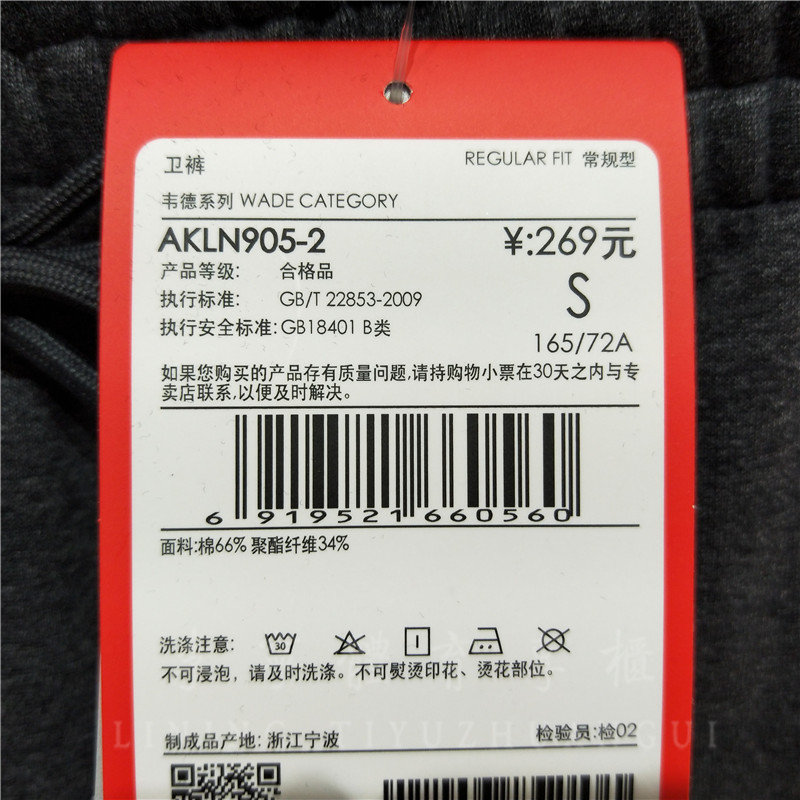 卫裤
REGULAR FIT 常规型
韦德系列 WADE CATEGORY
AKLN905-2
¥:269元
产品等级: 合格品
执行标准: GB/T 22853-2009
S
执行安全标准:GB18401 B类
165/72A
如果您购买的产品存有质量问题,请持购物小票在30天之内与专
卖店联系,以便及时解决。
6 919521 660560
面料:棉66% 聚酯纤维34%
洗涤注意:
30
不可浸泡，请及时洗涤。不可熨烫印花、烫花部位。
LINING TIYUZHUANGUI
制成品产地: 浙江宁波
检验员:检02